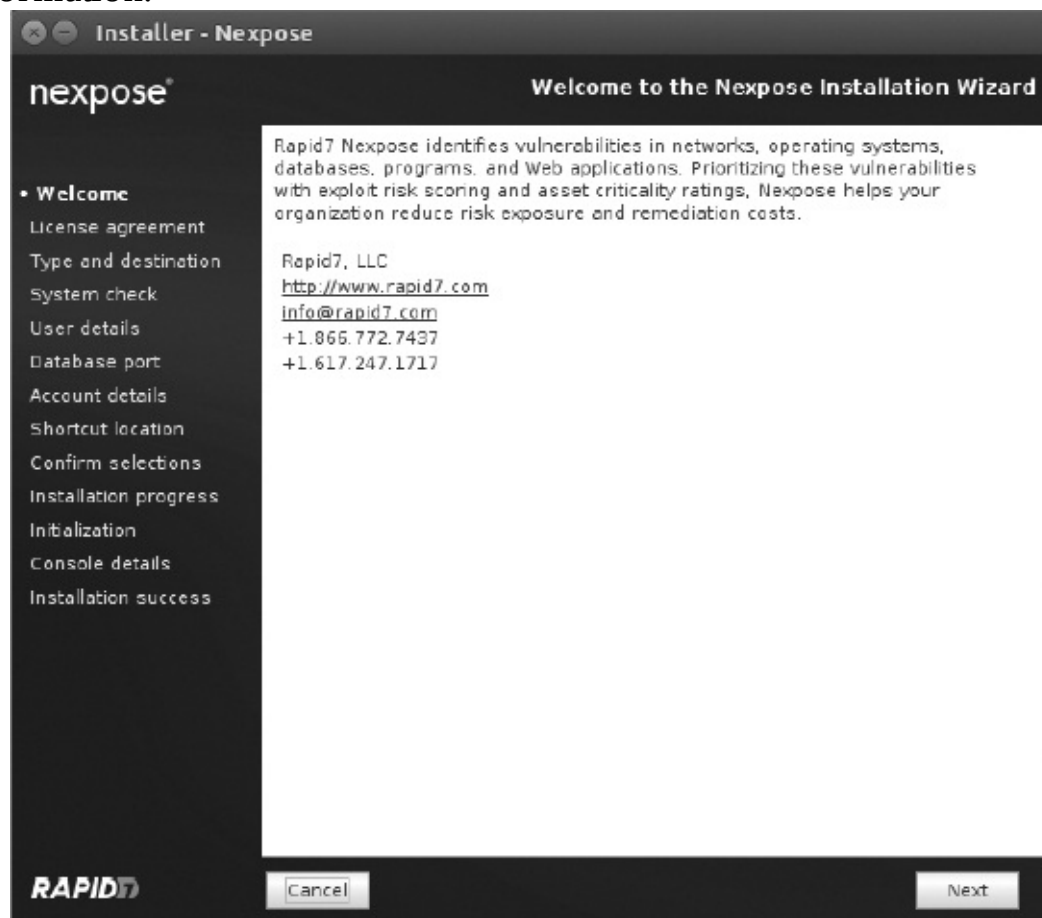 Installer - Nexpose
nexpose®
Welcome to the Nexpose Installation Wizard
Rapid7 Nexpose identifies vulnerabilities in networks, operating systems,
databases, programs, and Web applications. Prioritizing these vulnerabilities
with exploit risk scoring and asset criticality ratings, Nexpose helps your
organization reduce risk exposure and remediation costs.
Rapid7, LLC
http://www.rapid7.com
info@rapid7.com
+1.866.772.7437
+1.617.247.1717
• Welcome
License agreement
Type and destination
System check
User details
Database port
Account details
Shortcut location
Confirm selections
Installation progress
Initialization
Console details
Installation success
RAPID7
Cancel
Next